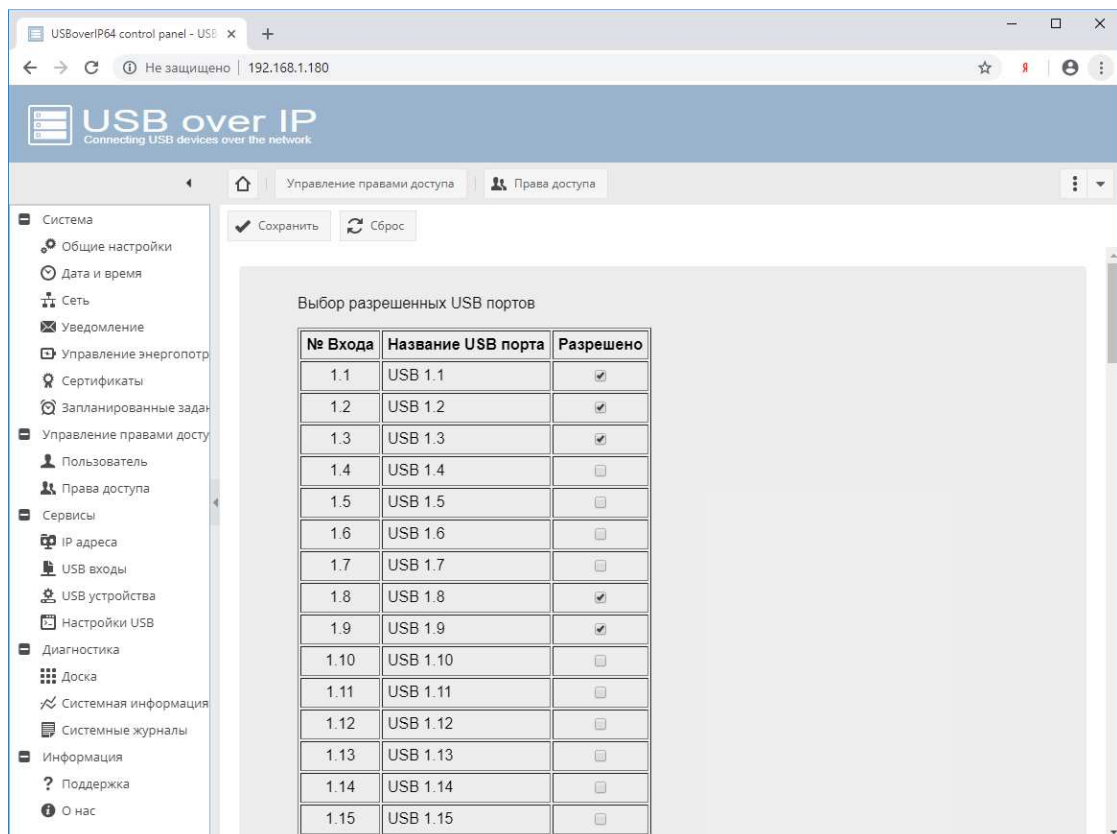 USBoverIP64 control panel - USB
Не защищено 192.168.1.180
Я
USB over IP
Connecting USB devices over the network
Управление правами доступа Права доступа
Сохранить Сброс
Система
Общие настройки
Дата и время
Сеть
Уведомление
Управление энергопотр
Сертификаты
Запланированные задан
Управление правами досту
Пользователь
Права доступа
Сервисы
IP адреса
USB входы
USB устройства
Настройки USB
Диагностика
Доска
Системная информация
Системные журналы
Информация
Поддержка
О нас
Выбор разрешенных USB портов
№ Входа Название USB порта Разрешено
1.1 USB 1.1
1.2 USB 1.2
1.3 USB 1.3
1.4 USB 1.4
1.5 USB 1.5
1.6 USB 1.6
1.7 USB 1.7
1.8 USB 1.8
1.9 USB 1.9
1.10 USB 1.10
1.11 USB 1.11
1.12 USB 1.12
1.13 USB 1.13
1.14 USB 1.14
1.15 USB 1.15